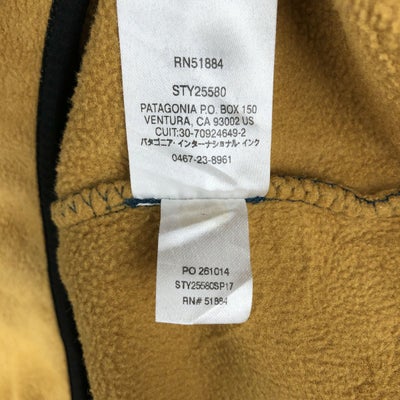 RN51884
STY25580
PATAGONIA P.O. BOX 150
VENTURA, CA 93002 US
CUIT:30-70924649-2
パタゴニア・インターナショナル・インク
0467-23-8961
PO 261014
STY25580SP17
RN# 51884